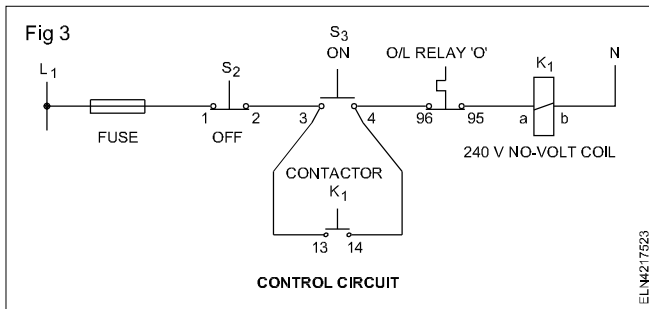 Fig 3
S3
ON
O/L RELAY 'O'
K1
N
L1
S2
1 2 3 4 96 95 a b
FUSE
OFF
240 V NO-VOLT COIL
CONTACTOR
K1
13 14
CONTROL CIRCUIT
ELN4217523